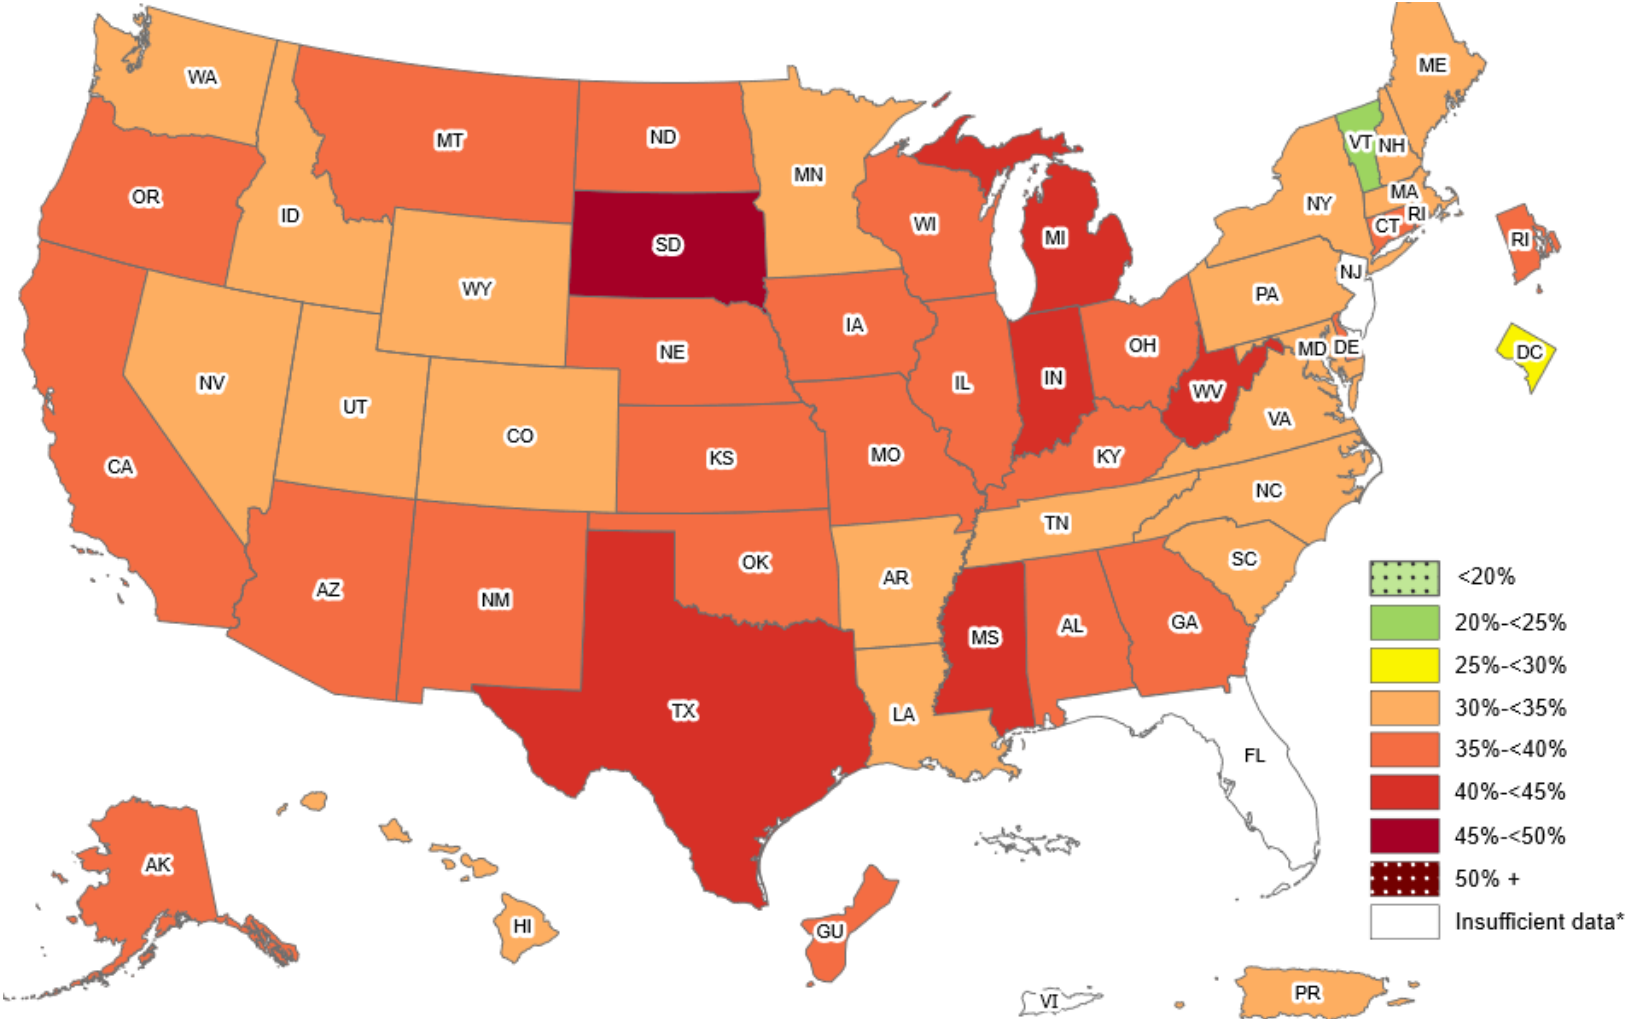 WA
MT
ND
MN
ME
VT
NH
OR
ID
SD
WI
MI
NY
MA
RI
CT
RI
WY
NJ
PA
IA
NE
OH
MD
DE
DC
NV
UT
CO
IL
IN
WV
VA
CA
KS
MO
KY
NC
TN
SC
AZ
NM
OK
AR
MS
AL
GA
TX
LA
FL
<20%
20%-<25%
25%-<30%
30%-<35%
35%-<40%
40%-<45%
45%-<50%
50% +
Insufficient data*
AK
HI
GU
VI
PR